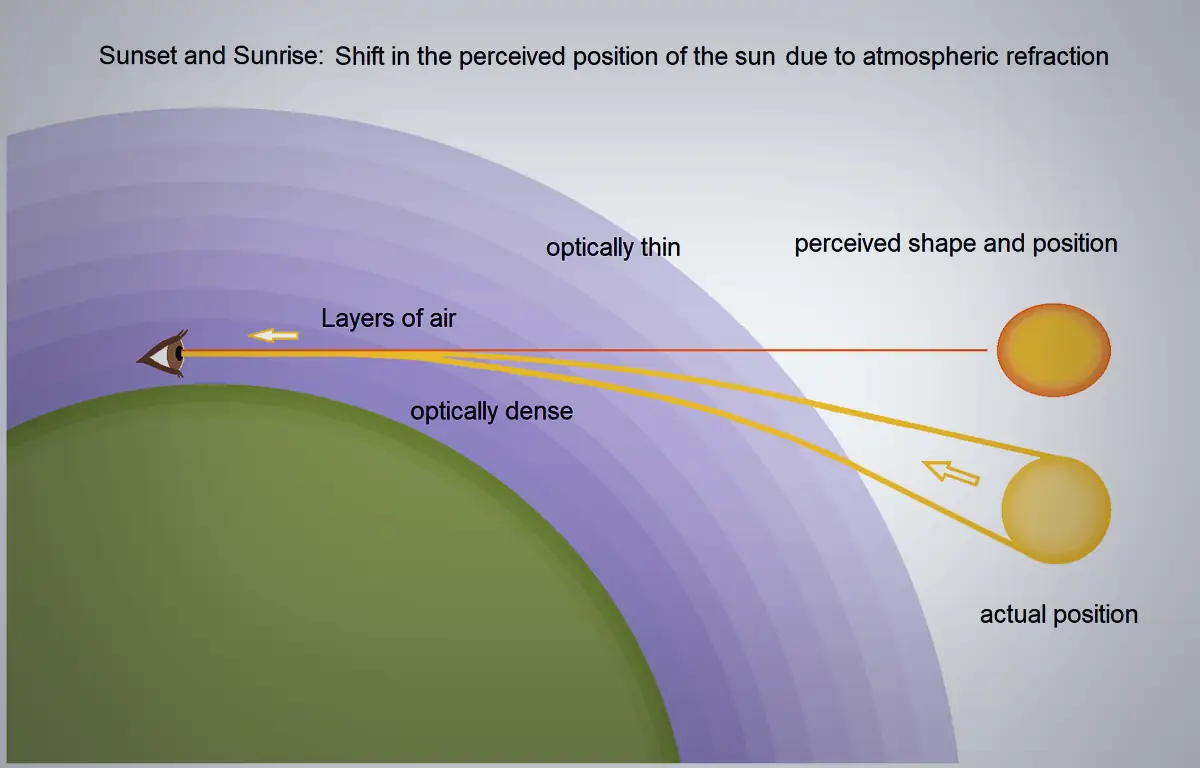 Sunset and Sunrise: Shift in the perceived position of the sun due to atmospheric refraction
optically thin
perceived shape and position
Layers of air
optically dense
actual position